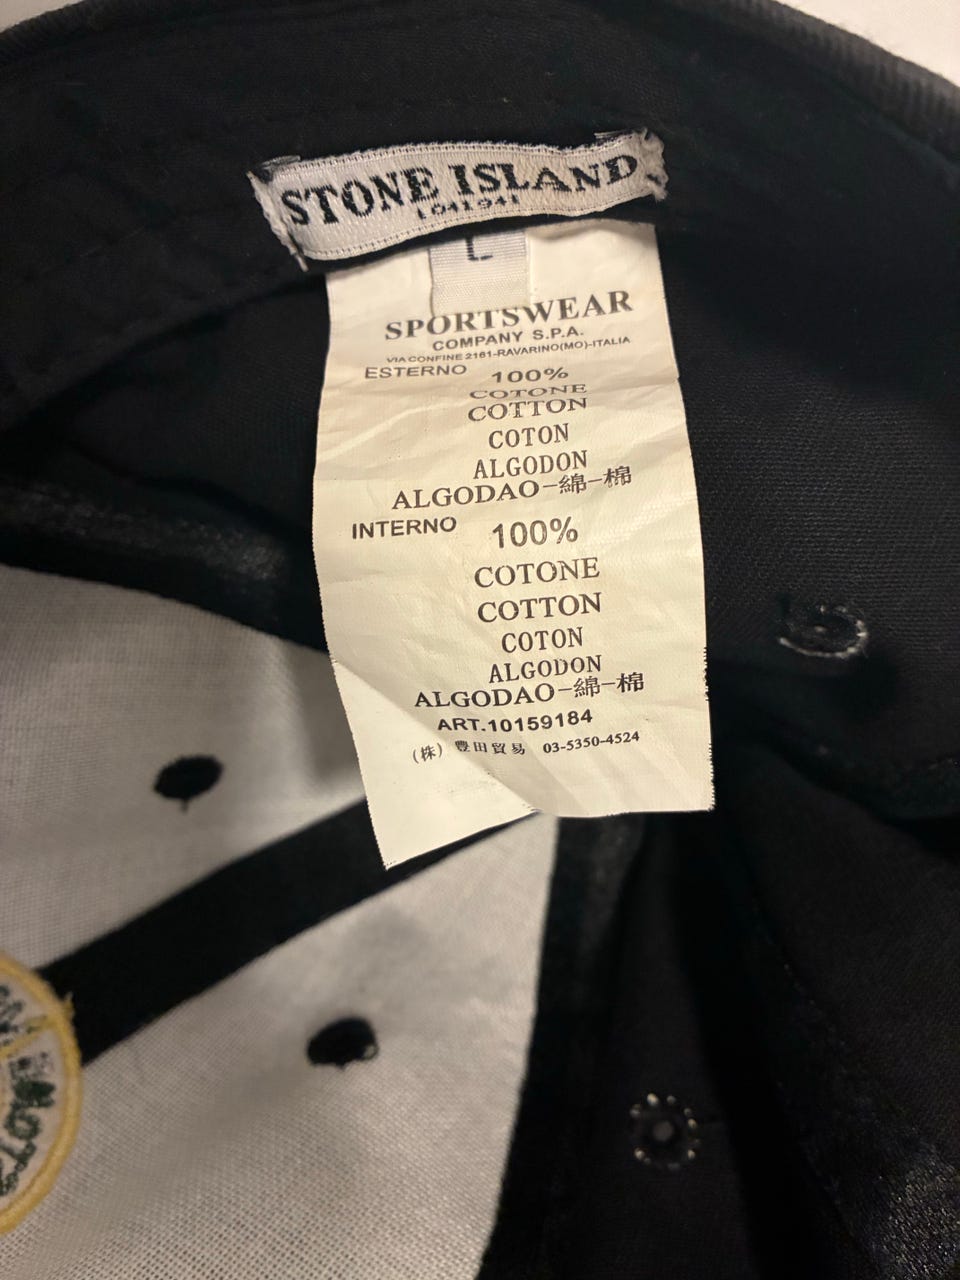 STONE ISLAND
1041941
L
SPORTSWEAR
COMPANY S.P.A.
VIA CONFINE 2161-RAVARINO(MO)-ITALIA
ESTERNO 100%
COTONE
COTTON
COTON
ALGODON
ALGODAO-綿-棉
INTERNO 100%
COTONE
COTTON
COTON
ALGODON
ALGODAO-綿-棉
ART.10159184
(株) 豊田貿易 03-5350-4524